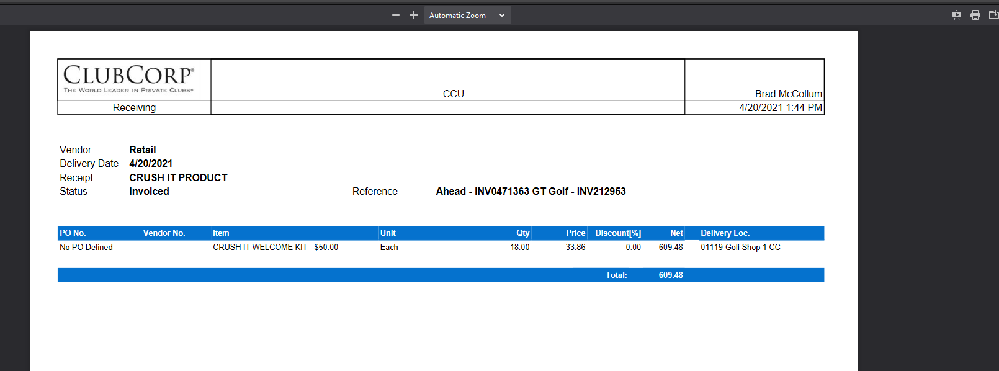 Automatic Zoom
CLUBCORP®
THE WORLD LEADER IN PRIVATE CLUBS®
CCU
Brad McCollum
Receiving
4/20/2021 1:44 PM
Vendor Retail
Delivery Date 4/20/2021
Receipt CRUSH IT PRODUCT
Status Invoiced Reference Ahead - INV0471363 GT Golf - INV212953
PO No. Vendor No. Item Unit Qty Price Discount[%] Net Delivery Loc.
No PO Defined CRUSH IT WELCOME KIT - $50.00 Each 18.00 33.86 0.00 609.48 01119-Golf Shop 1 CC
Total: 609.48